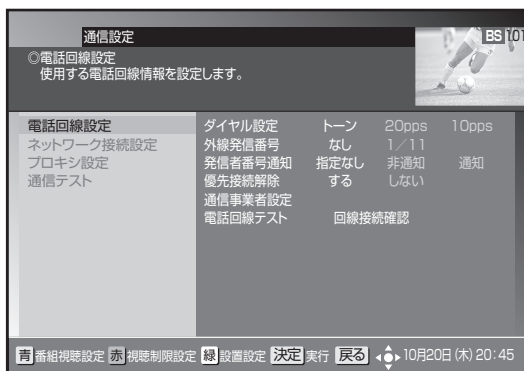 通信設定
BS 101
◎電話回線設定
使用する電話回線情報を設定します。
電話回線設定
ネットワーク接続設定
プロキシ設定
通信テスト
ダイヤル設定 トーン 20pps 10pps
外線発信番号 なし 1／11
発信者番号通知 指定なし 非通知 通知
優先接続解除 する しない
通信事業者設定
電話回線テスト 回線接続確認
青 番組視聴設定 赤 視聴制限設定 緑 設置設定 決定 実行 戻る 10月20日(木) 20:45